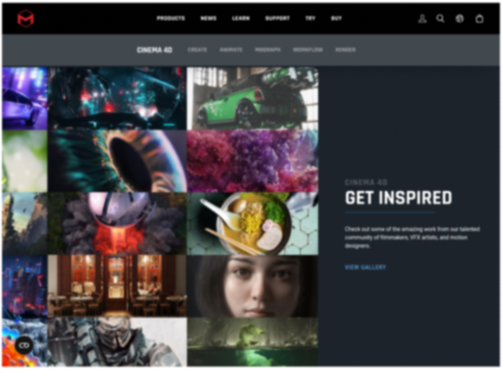 PRODUCTS NEWS LEARN SUPPORT TRY BUY
CINEMA 4D CREATE ANIMATE MOGRAPH WORKFLOW RENDER
CINEMA 4D
GET INSPIRED
Check out some of the amazing work from our talented
community of filmmakers, VFX artists, and motion
designers.
VIEW GALLERY